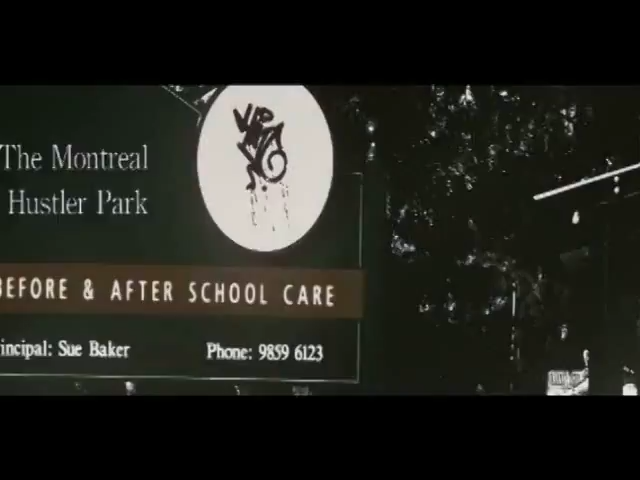 The Montreal
Hustler Park
BEFORE & AFTER SCHOOL CARE
incipal: Sue Baker
Phone: 9859 6123